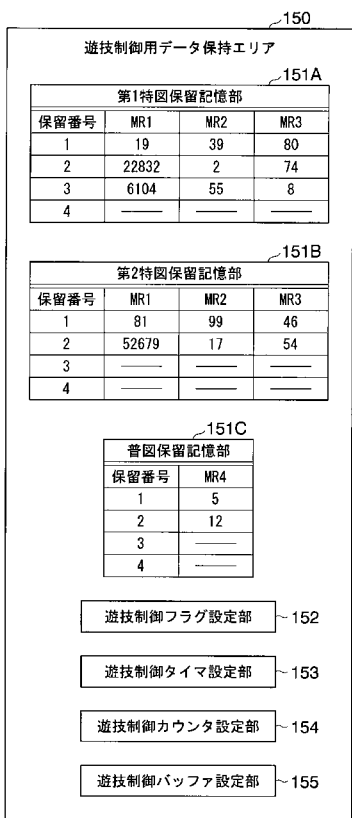 150
遊技制御用データ保持エリア
151A
第1特図保留記憶部
保留番号 MR1 MR2 MR3
1 19 39 80
2 22832 2 74
3 6104 55 8
4 ― ― ―
151B
第2特図保留記憶部
保留番号 MR1 MR2 MR3
1 81 99 46
2 52679 17 54
3 ― ― ―
4 ― ― ―
151C
普図保留記憶部
保留番号 MR4
1 5
2 12
3 ―
4 ―
遊技制御フラグ設定部 152
遊技制御タイマ設定部 153
遊技制御カウンタ設定部 154
遊技制御バッファ設定部 155